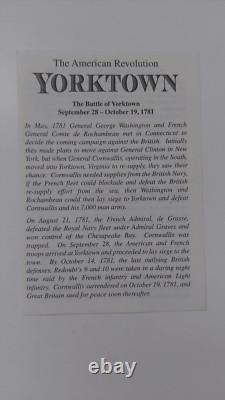 The American Revolution
YORKTOWN
The Battle of Yorktown
September 28 – October 19, 1781
In May, 1781 General George Washington and French
General Comte de Rochambeau met in Connecticut to
decide the coming campaign against the British. Initially
they made plans to move against General Clinton in New
York, but when General Cornwallis, operating in the South,
moved into Yorktown, Virginia to re-supply, they saw their
chance. Cornwallis needed supplies from the British Navy,
if the French fleet could blockade and defeat the British
re-supply effort from the sea, then Washington and
Rochambeau could then lay siege to Yorktown and defeat
Cornwallis and his 7,000 man army.
On August 21, 1781, the French Admiral, de Grasse,
defeated the Royal Navy fleet under Admiral Graves and
won control of the Chesapeake Bay. Cornwallis was
trapped. On September 28, the American and French
troops arrived at Yorktown and proceeded to lay siege to the
town. By October 14, 1781, the last outlying British
defenses, Redoubt's 9 and 10 were taken in a daring night
time raid by the French infantry and American Light
infantry. Cornwallis surrendered on October 19, 1781, and
Great Britain sued for peace soon thereafter.